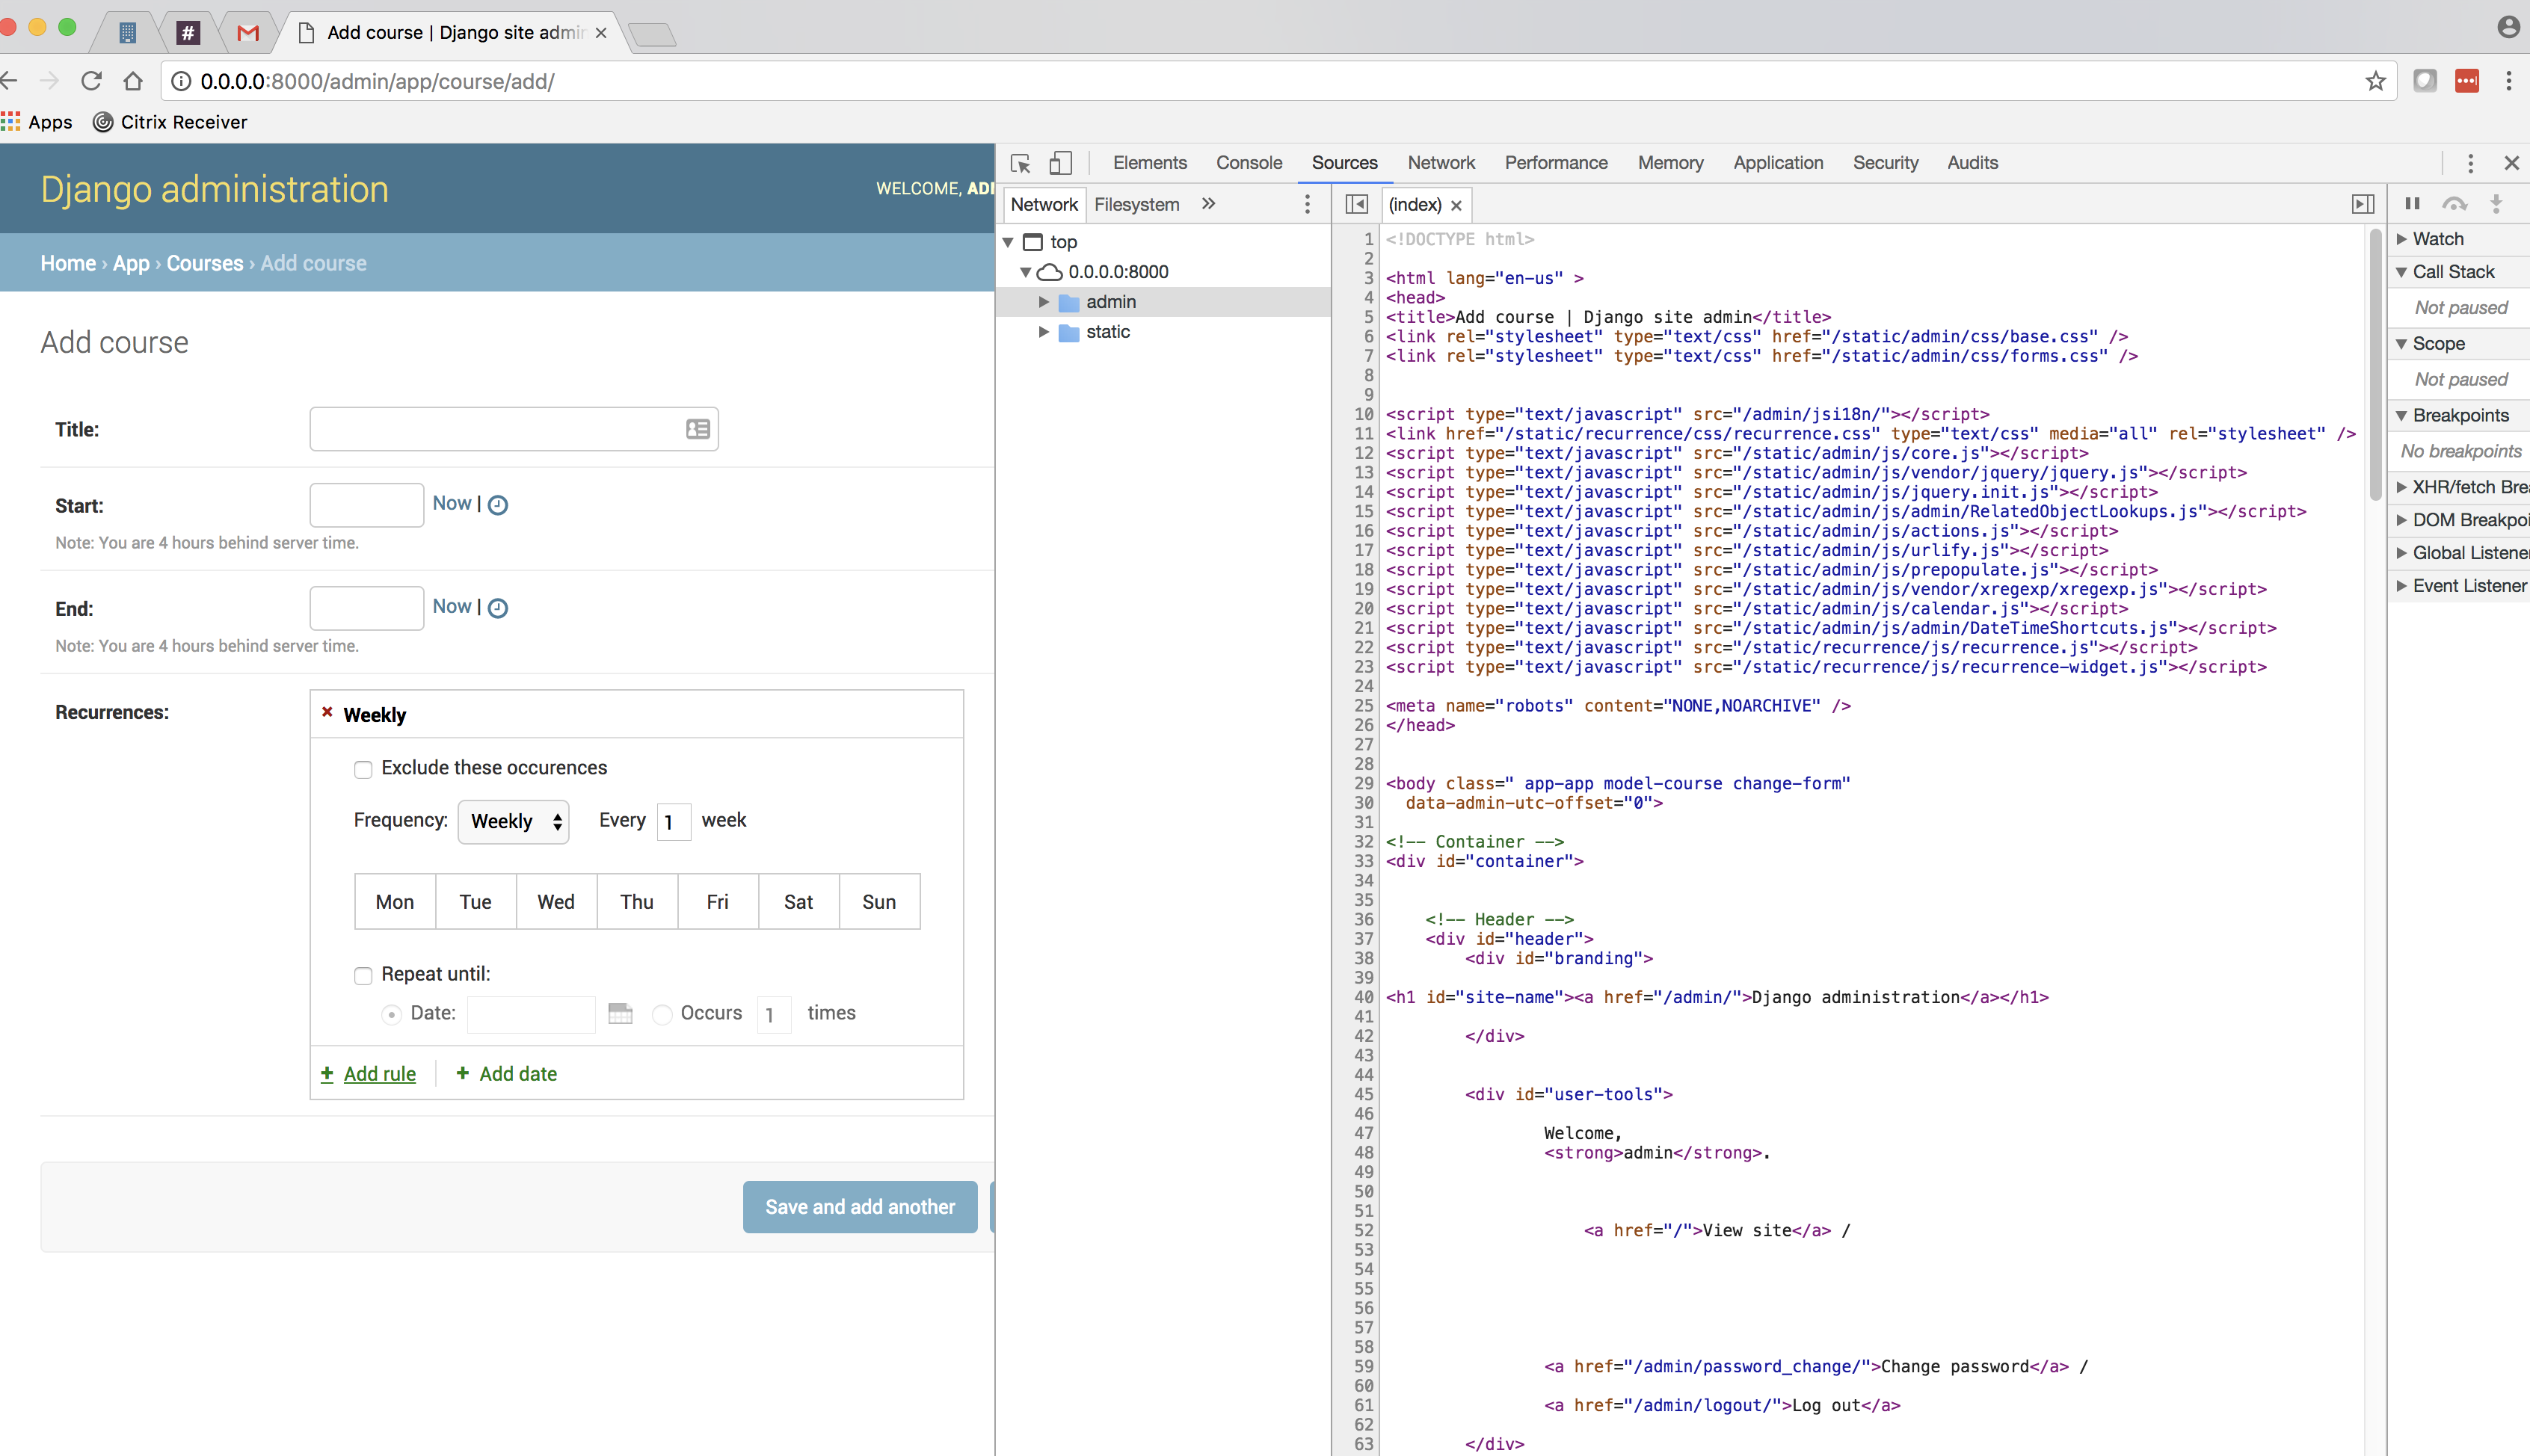 #
Add course | Django site admin
0.0.0.0:8000/admin/app/course/add/
Apps
Citrix Receiver
Django administration
WELCOME,
Home › App › Courses › Add course
Add course
Title:
Start:
Now |
Note: You are 4 hours behind server time.
End:
Now |
Note: You are 4 hours behind server time.
Recurrences:
Weekly
Exclude these occurences
Frequency: Weekly Every 1 week
Mon Tue Wed Thu Fri Sat Sun
Repeat until:
Date: Occurs 1 times
Add rule
Add date
Save and add another
Elements Console Sources Network Performance Memory Application Security Audits
Network Filesystem »
top
0.0.0.0:8000
admin
static
(index)
1 <!DOCTYPE html>
2
3 <html lang="en-us" >
4 <head>
5 <title>Add course | Django site admin</title>
6 <link rel="stylesheet" type="text/css" href="/static/admin/css/base.css" />
7 <link rel="stylesheet" type="text/css" href="/static/admin/css/forms.css" />
8
9
10 <script type="text/javascript" src="/admin/jsi18n/"></script>
11 <link href="/static/recurrence/css/recurrence.css" type="text/css" media="all" rel="stylesheet" />
12 <script type="text/javascript" src="/static/admin/js/core.js"></script>
13 <script type="text/javascript" src="/static/admin/js/vendor/jquery/jquery.js"></script>
14 <script type="text/javascript" src="/static/admin/js/jquery.init.js"></script>
15 <script type="text/javascript" src="/static/admin/js/admin/RelatedObjectLookups.js"></script>
16 <script type="text/javascript" src="/static/admin/js/actions.js"></script>
17 <script type="text/javascript" src="/static/admin/js/urlify.js"></script>
18 <script type="text/javascript" src="/static/admin/js/prepopulate.js"></script>
19 <script type="text/javascript" src="/static/admin/js/vendor/xregexp/xregexp.js"></script>
20 <script type="text/javascript" src="/static/admin/js/calendar.js"></script>
21 <script type="text/javascript" src="/static/admin/js/admin/DateTimeShortcuts.js"></script>
22 <script type="text/javascript" src="/static/recurrence/js/recurrence.js"></script>
23 <script type="text/javascript" src="/static/recurrence/js/recurrence-widget.js"></script>
24
25 <meta name="robots" content="NONE,NOARCHIVE" />
26 </head>
27
28
29 <body class=" app-app model-course change-form"
30 data-admin-utc-offset="0">
31
32 <!-- Container -->
33 <div id="container">
34
35
36 <!-- Header -->
37 <div id="header">
38 <div id="branding">
39
40 <h1 id="site-name"><a href="/admin/">Django administration</a></h1>
41
42 </div>
43
44
45 <div id="user-tools">
46
47 Welcome,
48 <strong>admin</strong>.
49
50
51
52 <a href="/">View site</a> /
53
54
55
56
57
58
59 <a href="/admin/password_change/">Change password</a> /
60
61 <a href="/admin/logout/">Log out</a>
62
63 </div>
Watch
Call Stack
Not paused
Scope
Not paused
Breakpoints
No breakpoints
XHR/fetch Bre
DOM Breakpoi
Global Listene
Event Listener